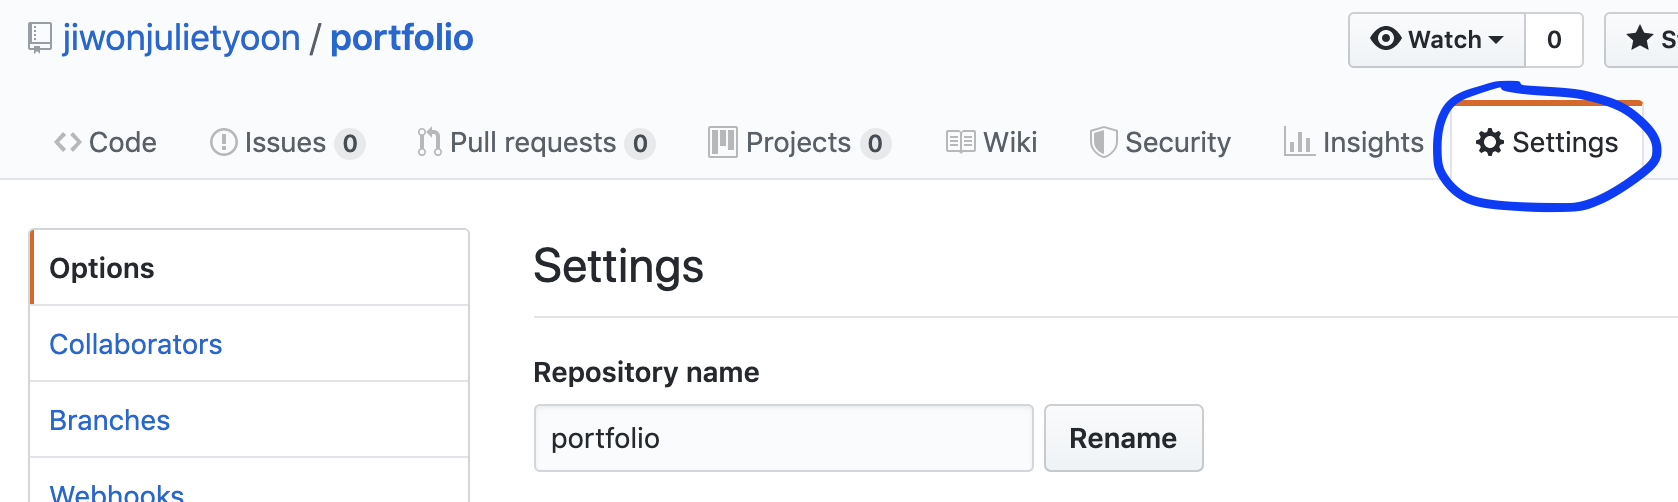 jiwonjulietyoon / portfolio
Watch 0
Code Issues 0 Pull requests 0 Projects 0 Wiki Security Insights Settings
Options
Collaborators
Branches
Webhooks
Settings
Repository name
portfolio Rename